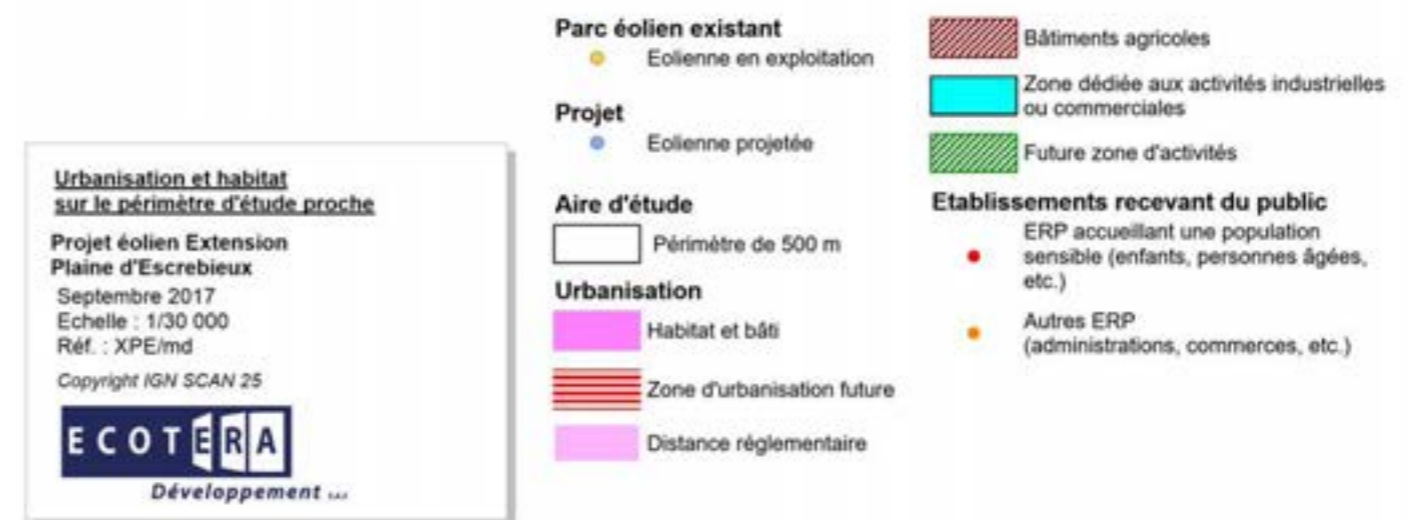 Urbanisation et habitat
sur le périmètre d'étude proche
Projet éolien Extension
Plaine d'Escrebieux
Septembre 2017
Echelle : 1/30 000
Réf. : XPE/md
Copyright IGN SCAN 25
ECOTERA
Développement
Parc éolien existant
Eolienne en exploitation
Projet
Eolienne projetée
Aire d'étude
Périmètre de 500 m
Urbanisation
Habitat et bâti
Zone d'urbanisation future
Distance réglementaire
Bâtiments agricoles
Zone dédiée aux activités industrielles
ou commerciales
Future zone d'activités
Etablissements recevant du public
ERP accueillant une population
sensible (enfants, personnes âgées,
etc.)
Autres ERP
(administrations, commerces, etc.)